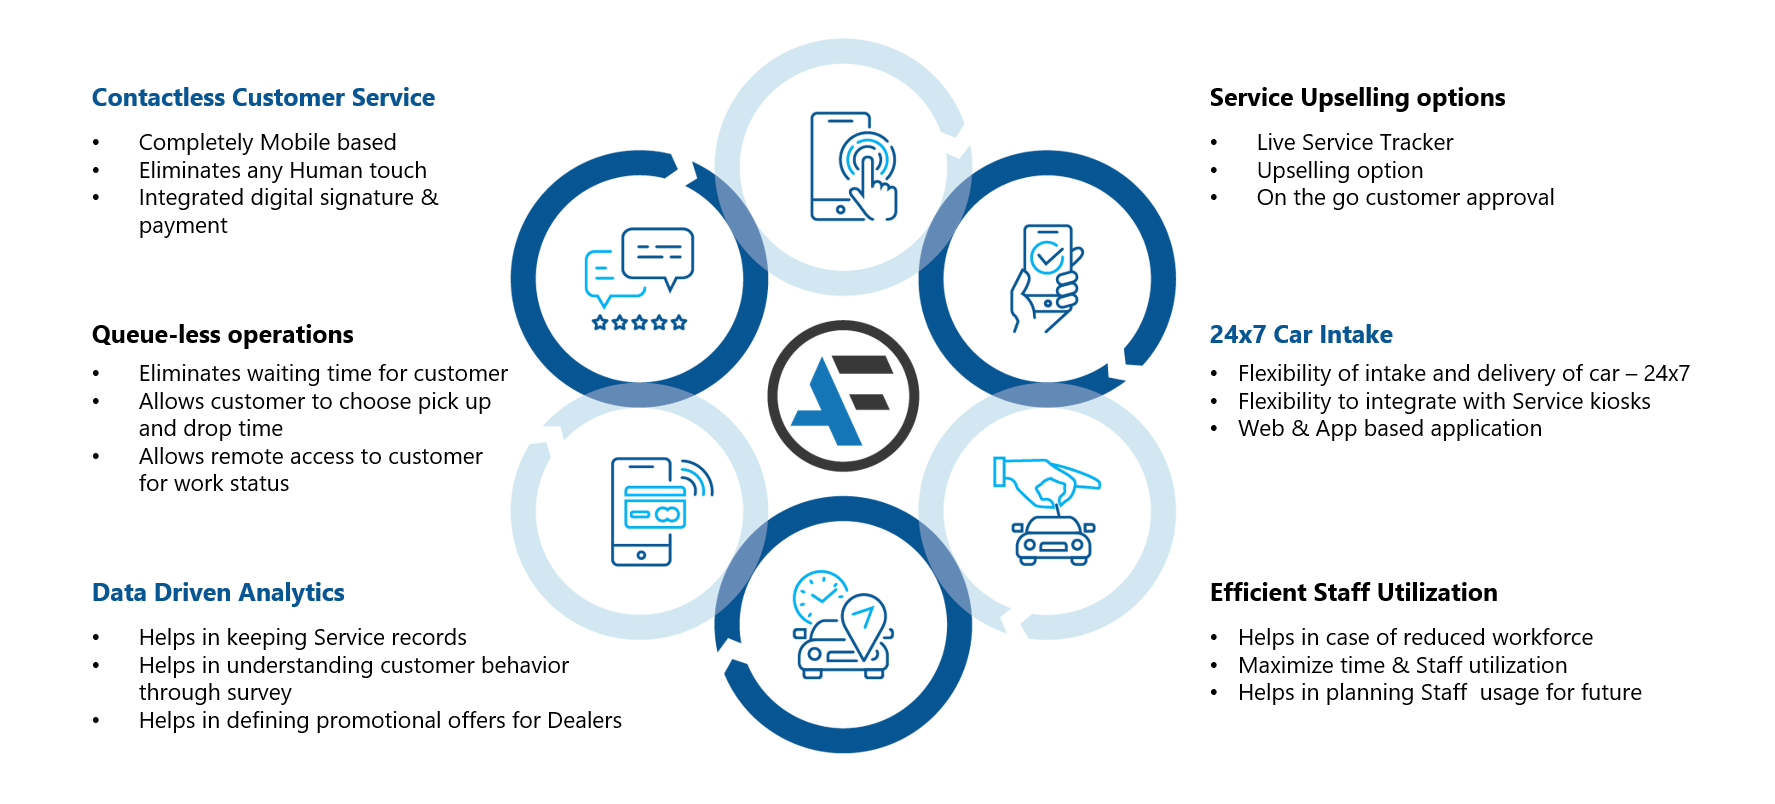 Contactless Customer Service
• Completely Mobile based
• Eliminates any Human touch
• Integrated digital signature &
payment
Queue-less operations
• Eliminates waiting time for customer
• Allows customer to choose pick up
and drop time
• Allows remote access to customer
for work status
Data Driven Analytics
• Helps in keeping Service records
• Helps in understanding customer behavior
through survey
• Helps in defining promotional offers for Dealers
AF
Service Upselling options
• Live Service Tracker
• Upselling option
• On the go customer approval
24x7 Car Intake
• Flexibility of intake and delivery of car – 24x7
• Flexibility to integrate with Service kiosks
• Web & App based application
Efficient Staff Utilization
• Helps in case of reduced workforce
• Maximize time & Staff utilization
• Helps in planning Staff  usage for future